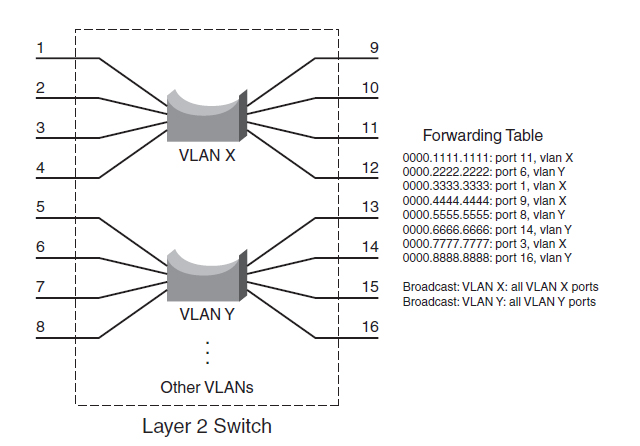 1
2
3
4
5
6
7
8
VLAN X
VLAN Y
Other VLANs
9
10
11
12
13
14
15
16
Layer 2 Switch
Forwarding Table
0000.1111.1111: port 11, vlan X
0000.2222.2222: port 6, vlan Y
0000.3333.3333: port 1, vlan X
0000.4444.4444: port 9, vlan X
0000.5555.5555: port 8, vlan Y
0000.6666.6666: port 14, vlan Y
0000.7777.7777: port 3, vlan X
0000.8888.8888: port 16, vlan Y
Broadcast: VLAN X: all VLAN X ports
Broadcast: VLAN Y: all VLAN Y ports